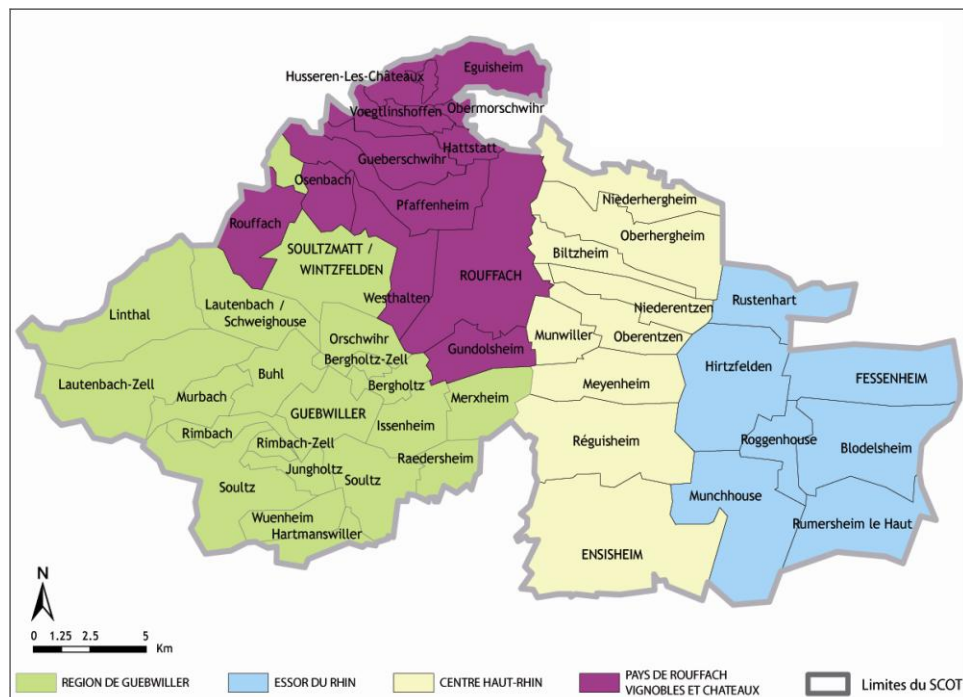 Eguisheim
Husseren-Les-Châteaux
Obermorschwihr
Voegtlinshoffen
Hattstatt
Gueberschwihr
Osenbach
Pfaffenheim
Niederhergheim
Rouffach
Oberhergheim
SOULTZMATT /
WINTZFELDEN
Biltzheim
ROUFFACH
Westhalten
Rustenhart
Linthal
Lautenbach /
Schweighouse
Niederentzen
Orschwihr
Munwiller
Oberentzen
Gundolsheim
Bergholtz-Zell
Buhl
Hirtzfelden
Lautenbach-Zell
Bergholtz
Meyenheim
FESSENHEIM
Murbach
Merxheim
GUEBWILLER
Issenheim
Rimbach
Rimbach-Zell
Réguisheim
Roggenhouse
Blodelsheim
Raedersheim
Jungholtz
Soultz
Soultz
Munchhouse
Wuenheim
Rumersheim le Haut
Hartmanswiller
ENSISHEIM
N
0 1.25 2.5 5
Km
REGION DE GUEBWILLER
ESSOR DU RHIN
CENTRE HAUT-RHIN
PAYS DE ROUFFACH
VIGNOBLES ET CHATEAUX
Limites du SCOT